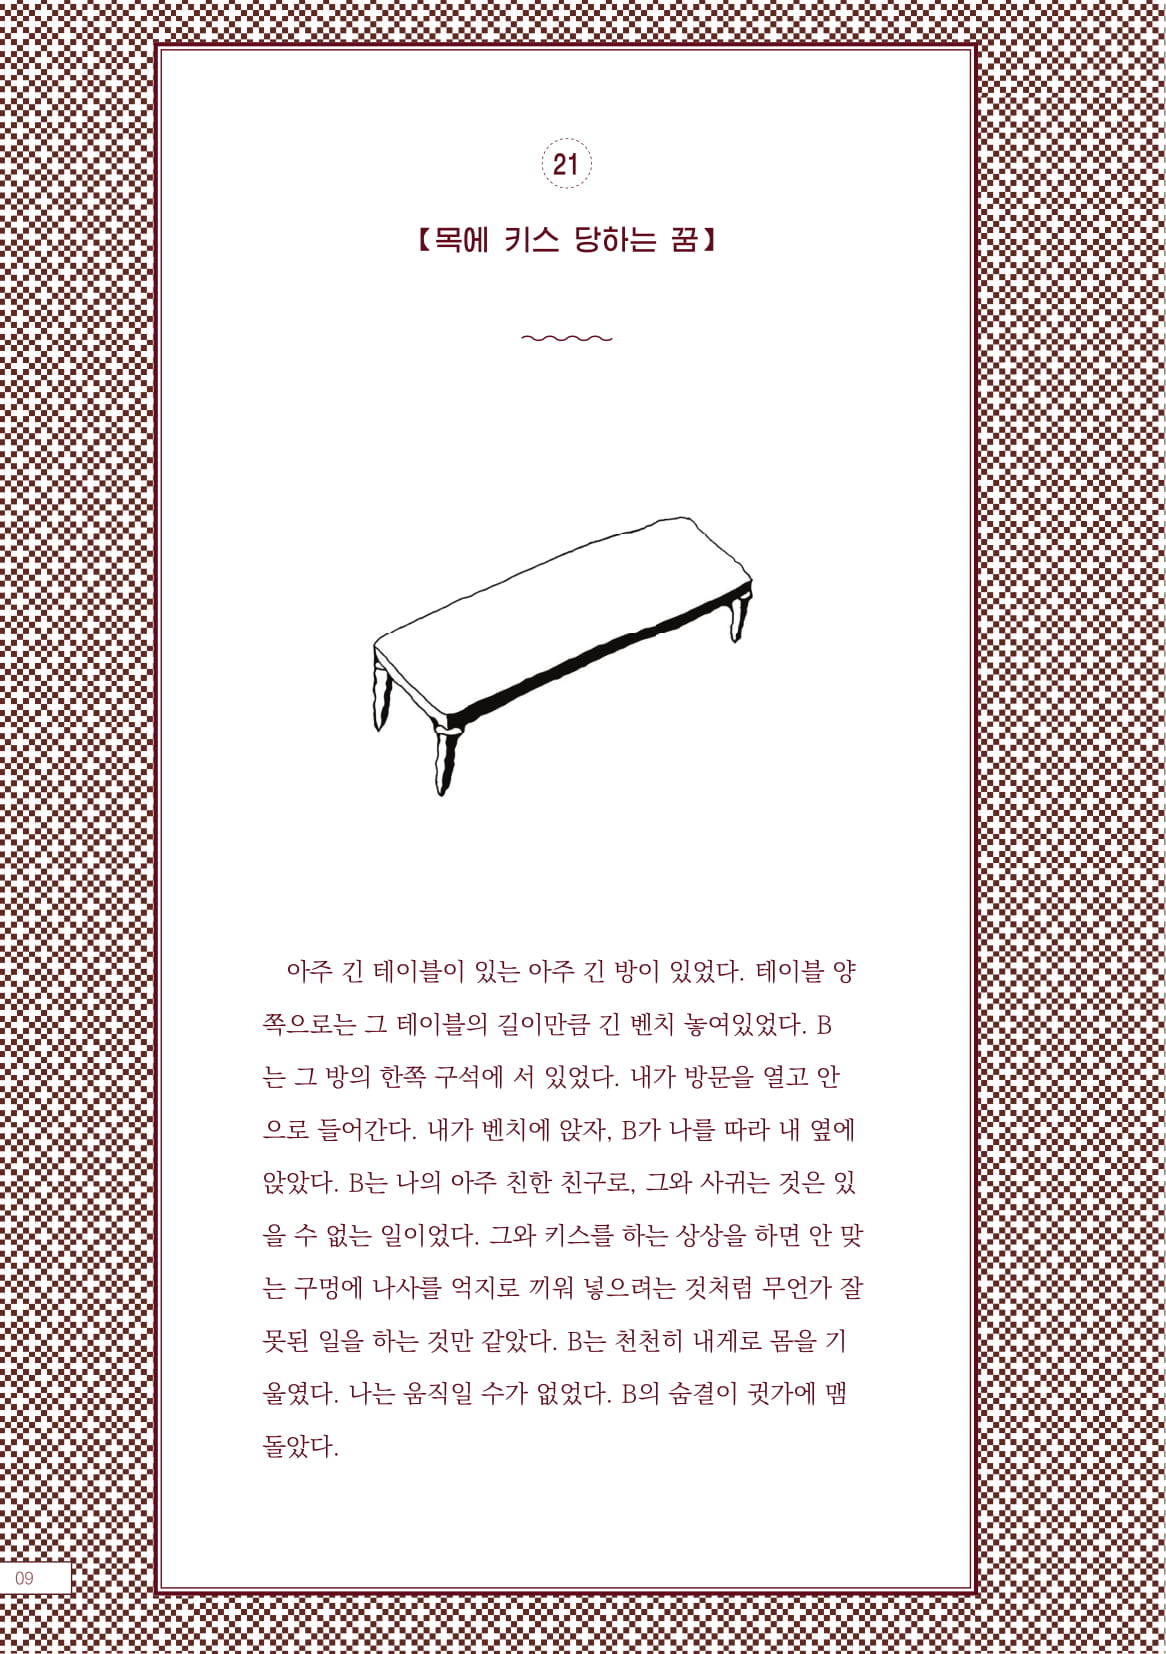 21
【목에 키스 당하는 꿈】
아주 긴 테이블이 있는 아주 긴 방이 있었다. 테이블 양
쪽으로는 그 테이블의 길이만큼 긴 벤치 놓여있었다. B
는 그 방의 한쪽 구석에 서 있었다. 내가 방문을 열고 안
으로 들어간다. 내가 벤치에 앉자, B가 나를 따라 내 옆에
앉았다. B는 나의 아주 친한 친구로, 그와 사귀는 것은 있
을 수 없는 일이었다. 그와 키스를 하는 상상을 하면 안 맞
는 구멍에 나사를 억지로 끼워 넣으려는 것처럼 무언가 잘
못된 일을 하는 것만 같았다. B는 천천히 내게로 몸을 기
울였다. 나는 움직일 수가 없었다. B의 숨결이 귓가에 맴
돌았다.
09